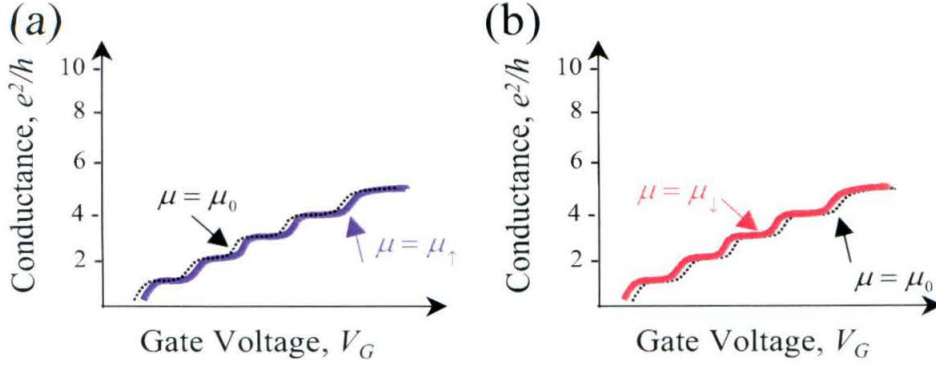 (a)
Conductance, e²/h
10
8
6
4
2
μ = μ₀
μ = μ↑
Gate Voltage, V_G
(b)
Conductance, e²/h
10
8
6
4
2
μ = μ↓
μ = μ₀
Gate Voltage, V_G